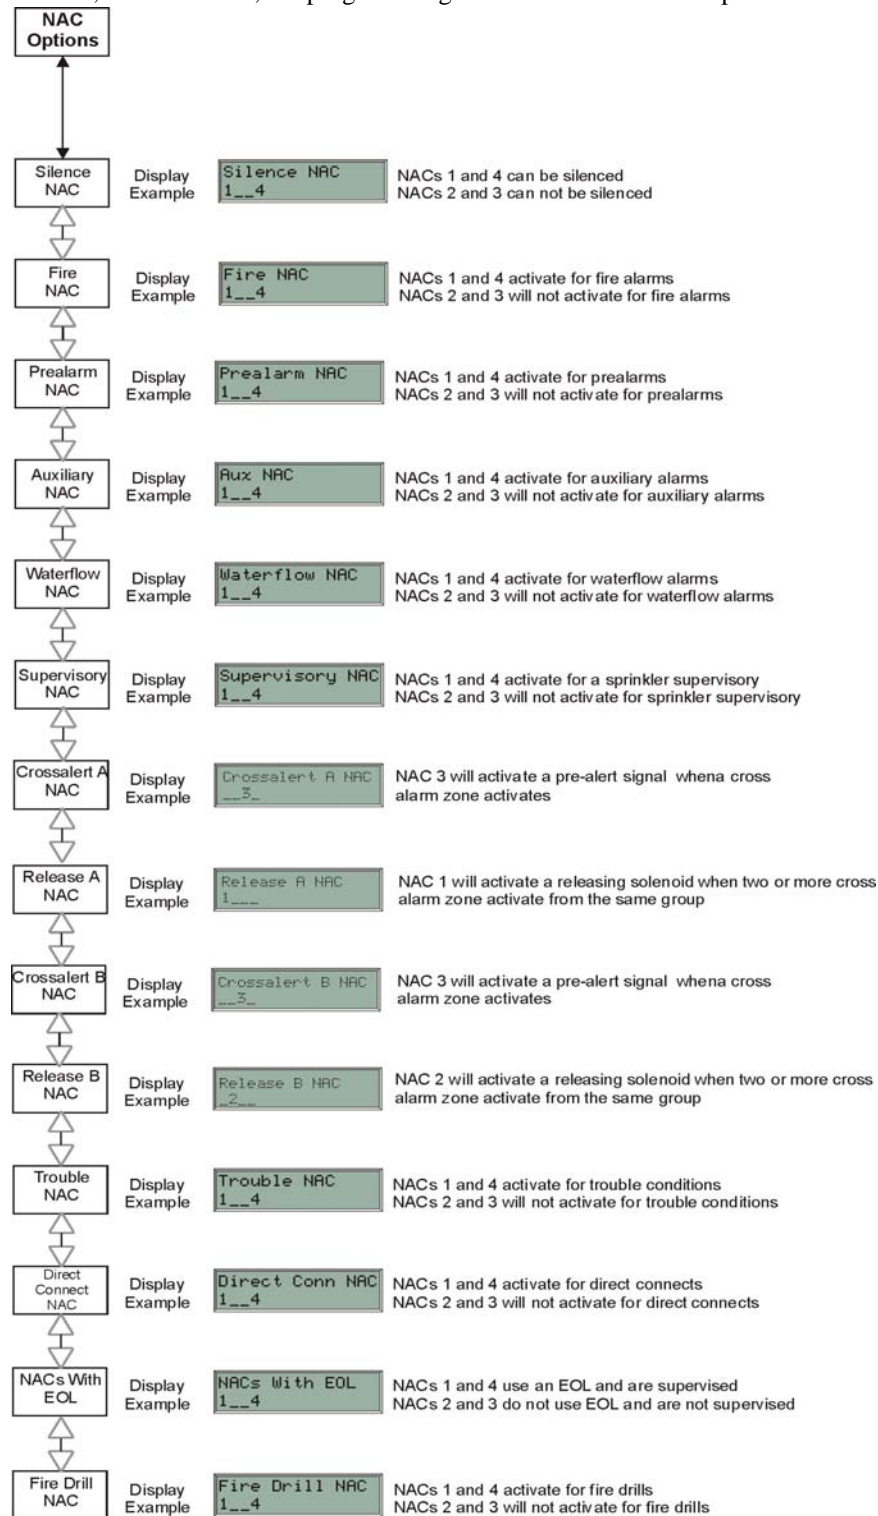 NAC
Options
Silence
NAC
Display
Example
Silence NAC
1__4
NACs 1 and 4 can be silenced
NACs 2 and 3 can not be silenced
Fire
NAC
Display
Example
Fire NAC
1__4
NACs 1 and 4 activate for fire alarms
NACs 2 and 3 will not activate for fire alarms
Prealarm
NAC
Display
Example
Prealarm NAC
1__4
NACs 1 and 4 activate for prealarms
NACs 2 and 3 will not activate for prealarms
Auxiliary
NAC
Display
Example
Aux NAC
1__4
NACs 1 and 4 activate for auxiliary alarms
NACs 2 and 3 will not activate for auxiliary alarms
Waterflow
NAC
Display
Example
Waterflow NAC
1__4
NACs 1 and 4 activate for waterflow alarms
NACs 2 and 3 will not activate for waterflow alarms
Supervisory
NAC
Display
Example
Supervisory NAC
1__4
NACs 1 and 4 activate for a sprinkler supervisory
NACs 2 and 3 will not activate for sprinkler supervisory
Crossalert A
NAC
Display
Example
Crossalert A NAC
__3_
NAC 3 will activate a pre-alert signal whena cross
alarm zone activates
Release A
NAC
Display
Example
Release A NAC
1___
NAC 1 will activate a releasing solenoid when two or more cross
alarm zone activate from the same group
Crossalert B
NAC
Display
Example
Crossalert B NAC
__3_
NAC 3 will activate a pre-alert signal whena cross
alarm zone activates
Release B
NAC
Display
Example
Release B NAC
_2__
NAC 2 will activate a releasing solenoid when two or more cross
alarm zone activate from the same group
Trouble
NAC
Display
Example
Trouble NAC
1__4
NACs 1 and 4 activate for trouble conditions
NACs 2 and 3 will not activate for trouble conditions
Direct
Connect
NAC
Display
Example
Direct Conn NAC
1__4
NACs 1 and 4 activate for direct connects
NACs 2 and 3 will not activate for direct connects
NACs With
EOL
Display
Example
NACs With EOL
1__4
NACs 1 and 4 use an EOL and are supervised
NACs 2 and 3 do not use EOL and are not supervised
Fire Drill
NAC
Display
Example
Fire Drill NAC
1__4
NACs 1 and 4 activate for fire drills
NACs 2 and 3 will not activate for fire drills